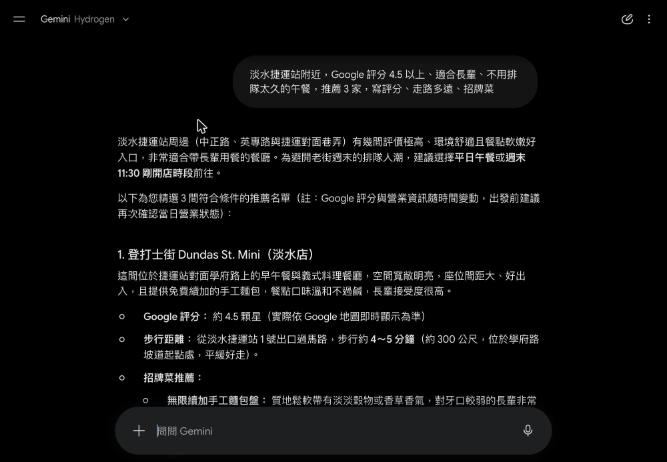 Gemini Hydrogen
淡水捷運站附近，Google 評分 4.5 以上、適合長輩、不用排
隊太久的午餐，推薦 3 家，寫評分、走路多遠、招牌菜
淡水捷運站周邊（中正路、英專路與捷運對面巷弄）有幾間評價極高、環境舒適且餐點軟嫩好
入口，非常適合帶長輩用餐的餐廳。為避開老街週末的排隊人潮，建議選擇平日午餐或週末
11:30 剛開店時段前往。
以下為您精選 3 間符合條件的推薦名單（註：Google 評分與營業資訊隨時間變動，出發前建議
再次確認當日營業狀態）：
1. 登打士街 Dundas St. Mini（淡水店）
這間位於捷運站對面學府路上的早午餐與義式料理餐廳，空間寬敞明亮，座位間距大、好出
入，且提供免費續加的手工麵包，餐點口味溫和不過鹹，長輩接受度很高。
Google 評分： 約 4.5 顆星（實際依 Google 地圖即時顯示為準）
步行距離： 從淡水捷運站 1 號出口過馬路，步行約 4～5 分鐘（約 300 公尺，位於學府路
坡道起點處，平緩好走）。
招牌菜推薦：
無限續加手工麵包盤： 質地鬆軟帶有淡淡穀物或香草香氣，對牙口較弱的長輩非常
問問 Gemini